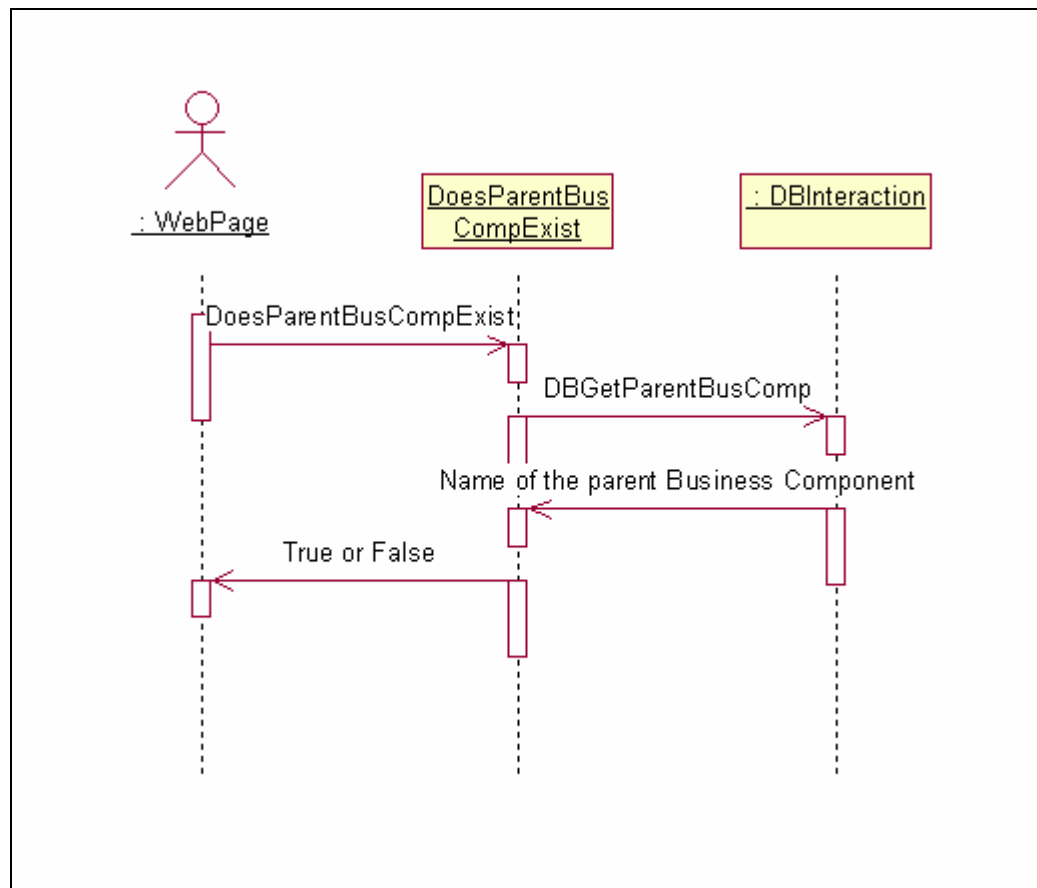 : WebPage
DoesParentBus
CompExist
: DBInteraction
DoesParentBusCompExist
DBGetParentBusComp
Name of the parent Business Component
True or False